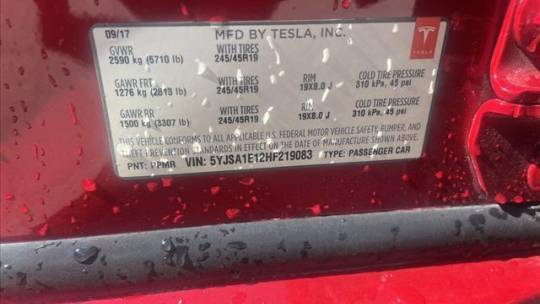 09/17 MFD BY TESLA, INC. TESLA
GVWR WITH TIRES
2590 kg (5710 lb) 245/45R19
GAWR FRT WITH TIRES RIM COLD TIRE PRESSURE
1276 kg (2813 lb) 245/45R19 19X8.0 J 310 kPa, 45 psi
GAWR RR WITH TIRES RIM COLD TIRE PRESSURE
1500 kg (3307 lb) 245/45R19 19X8.0 J 310 kPa, 45 psi
THIS VEHICLE CONFORMS TO ALL APPLICABLE U.S. FEDERAL MOTOR VEHICLE SAFETY, BUMPER, AND
THEFT PREVENTION STANDARDS IN EFFECT ON THE DATE OF MANUFACTURE SHOWN ABOVE.
PNT: PPMR VIN: 5YJSA1E12HF219083 TYPE: PASSENGER CAR